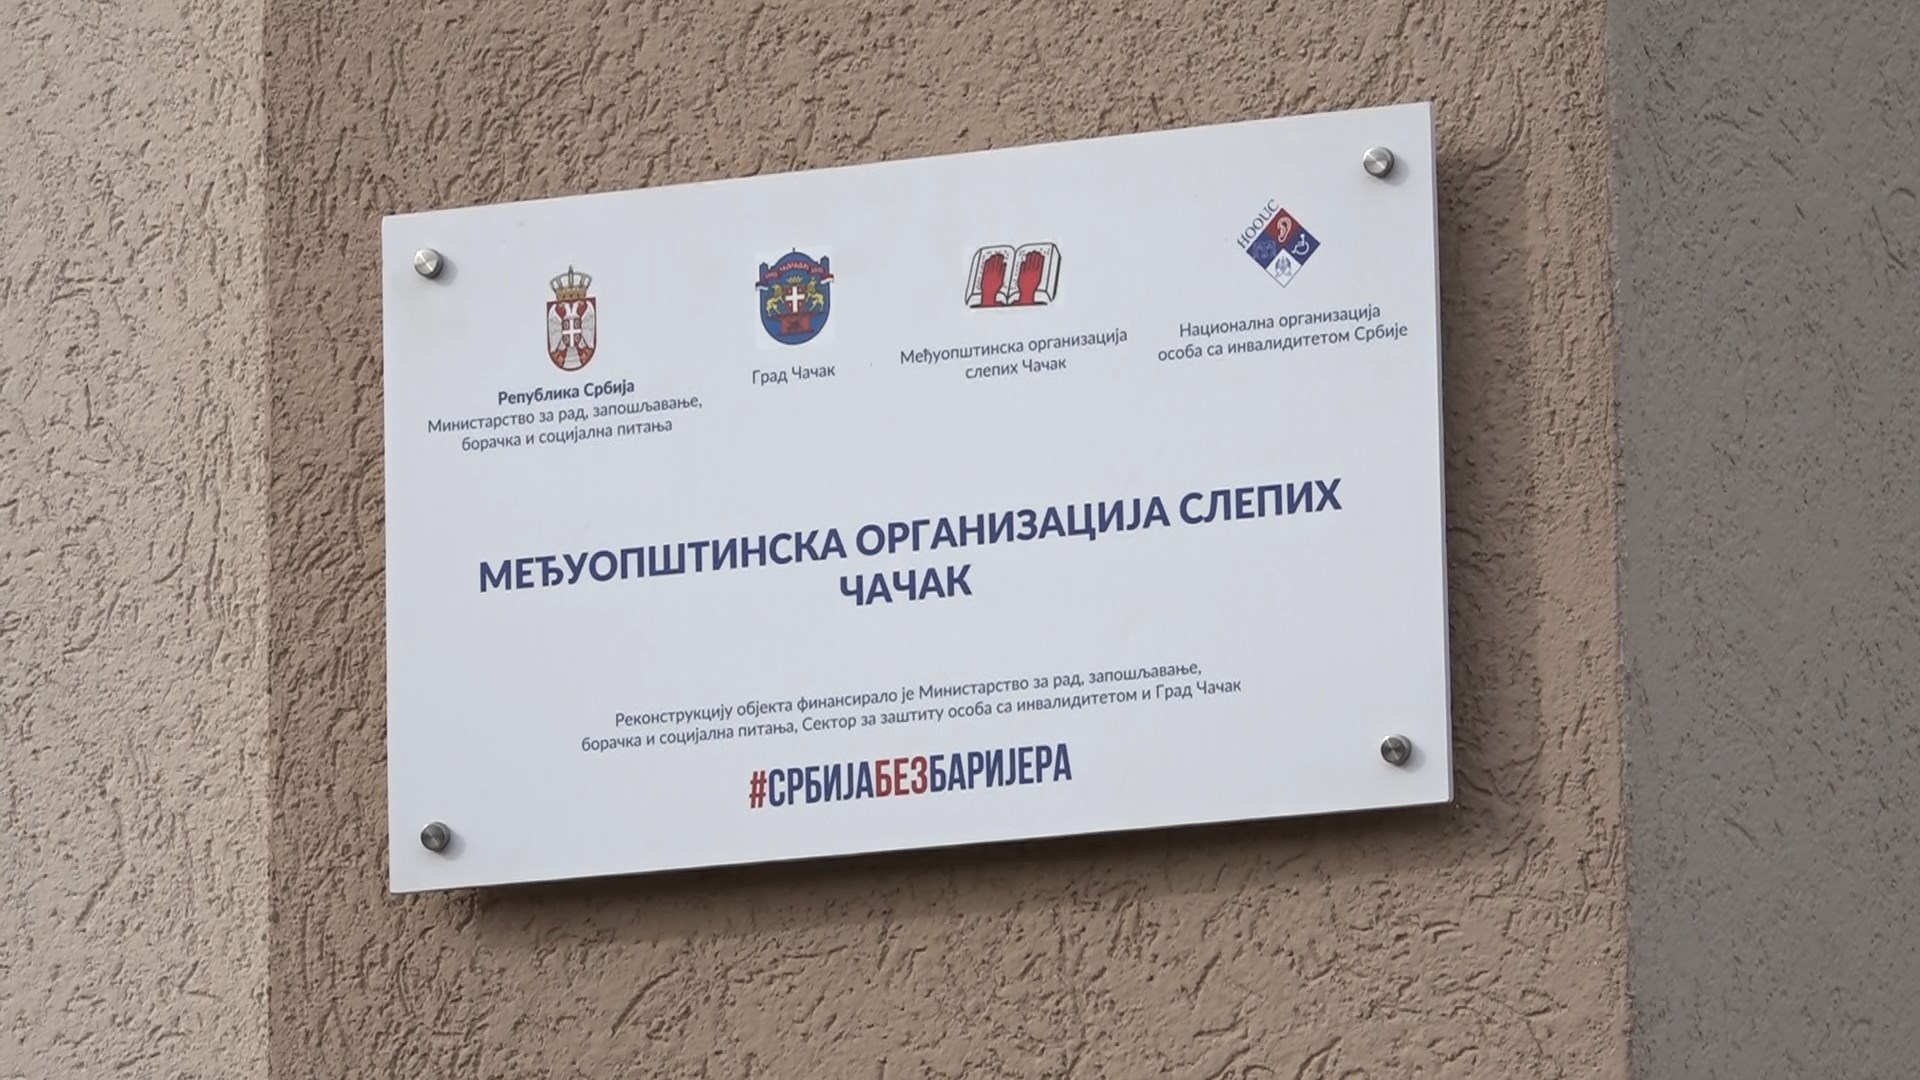 НООИС
Република Србија
Министарство за рад, запошљавање,
борачка и социјална питања
Град Чачак
Међуопштинска организација
слепих Чачак
Национална организација
особа са инвалидитетом Србије
МЕЂУОПШТИНСКА ОРГАНИЗАЦИЈА СЛЕПИХ
ЧАЧАК
Реконструкцију објекта финансирало је Министарство за рад, запошљавање,
борачка и социјална питања, Сектор за заштиту особа са инвалидитетом и Град Чачак
#СРБИЈАБЕЗБАРИЈЕРА